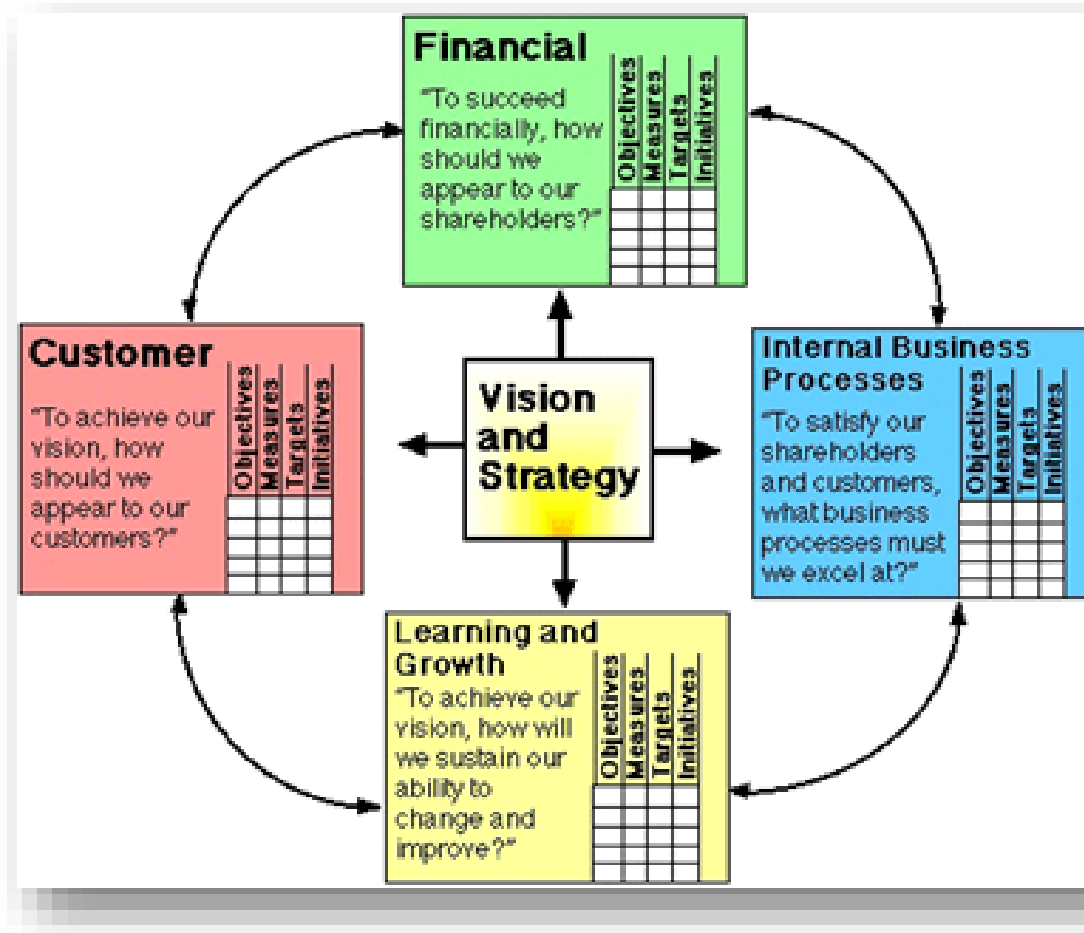 Financial
"To succeed
financially, how
should we
appear to our
shareholders?"
Objectives
Measures
Targets
Initiatives
Customer
"To achieve our
vision, how
should we
appear to our
customers?"
Objectives
Measures
Targets
Initiatives
Vision
and
Strategy
Internal Business
Processes
"To satisfy our
shareholders
and customers,
what business
processes must
we excel at?"
Objectives
Measures
Targets
Initiatives
Learning and
Growth
"To achieve our
vision, how will
we sustain our
ability to
change and
improve?"
Objectives
Measures
Targets
Initiatives